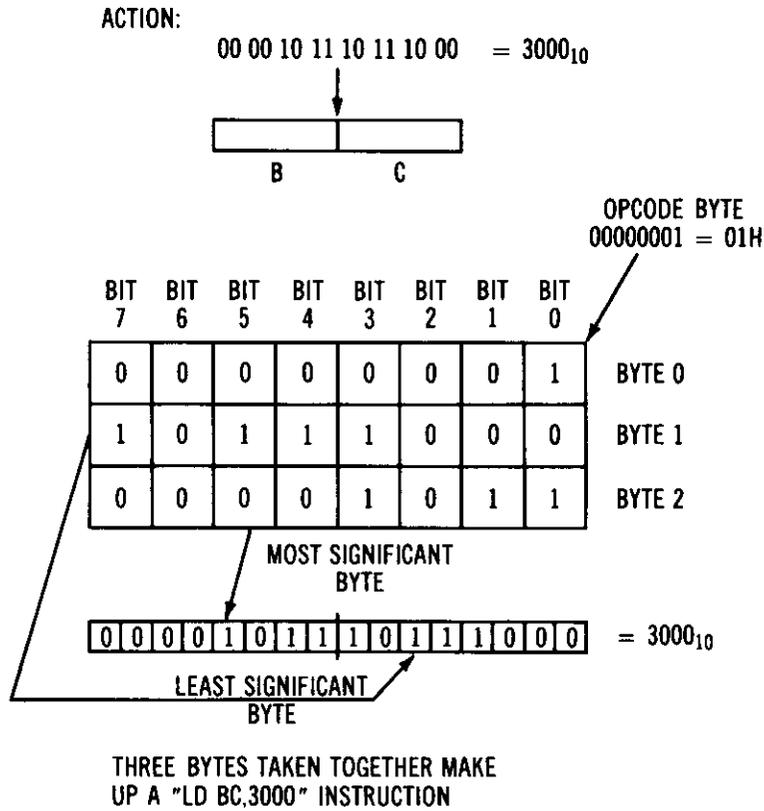 ACTION:
00 00 10 11 10 11 10 00 = 3000₁₀
B C
OPCODE BYTE
00000001 = 01H
BIT BIT BIT BIT BIT BIT BIT BIT
7 6 5 4 3 2 1 0
0 0 0 0 0 0 0 1 BYTE 0
1 0 1 1 1 0 0 0 BYTE 1
0 0 0 0 1 0 1 1 BYTE 2
MOST SIGNIFICANT
BYTE
0 0 0 0 1 0 1 1 1 0 1 1 1 0 0 0 = 3000₁₀
LEAST SIGNIFICANT
BYTE
THREE BYTES TAKEN TOGETHER MAKE
UP A "LD BC,3000" INSTRUCTION